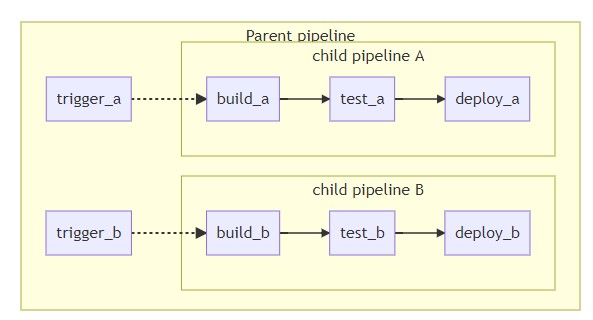 Parent pipeline
child pipeline A
trigger_a
build_a
test_a
deploy_a
child pipeline B
trigger_b
build_b
test_b
deploy_b